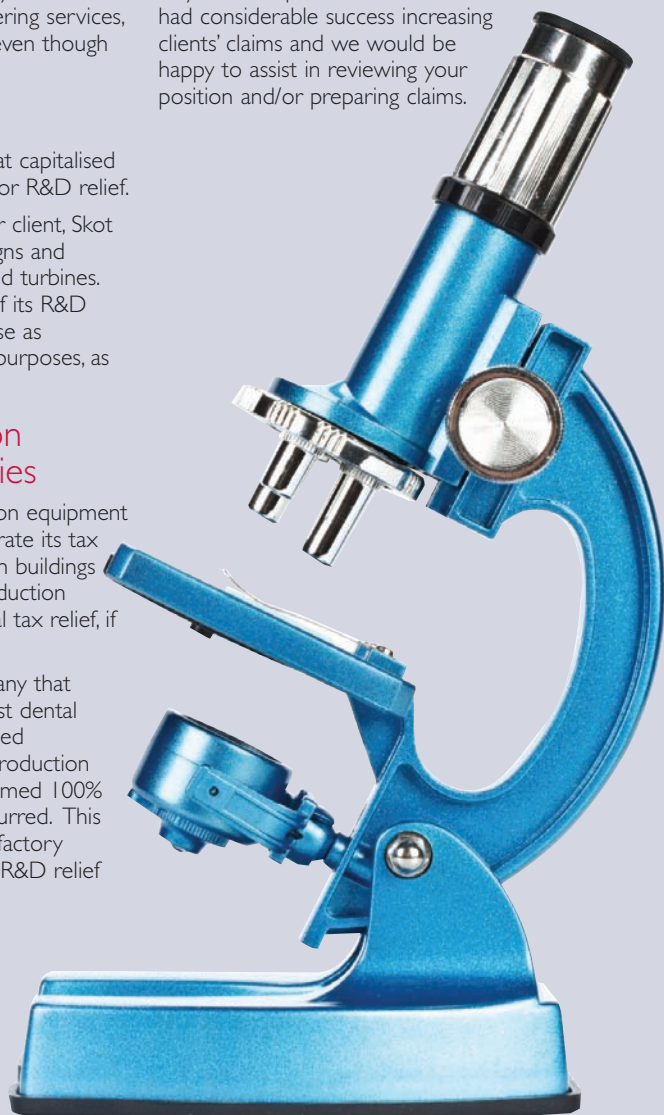 ering services,
even though
at capitalised
or R&D relief.
r client, Skot
gns and
d turbines.
f its R&D
se as
purposes, as
on
ies
on equipment
rate its tax
n buildings
duction
al tax relief, if
any that
st dental
ed
roduction
med 100%
urred. This
factory
R&D relief
had considerable success increasing
clients’ claims and we would be
happy to assist in reviewing your
position and/or preparing claims.